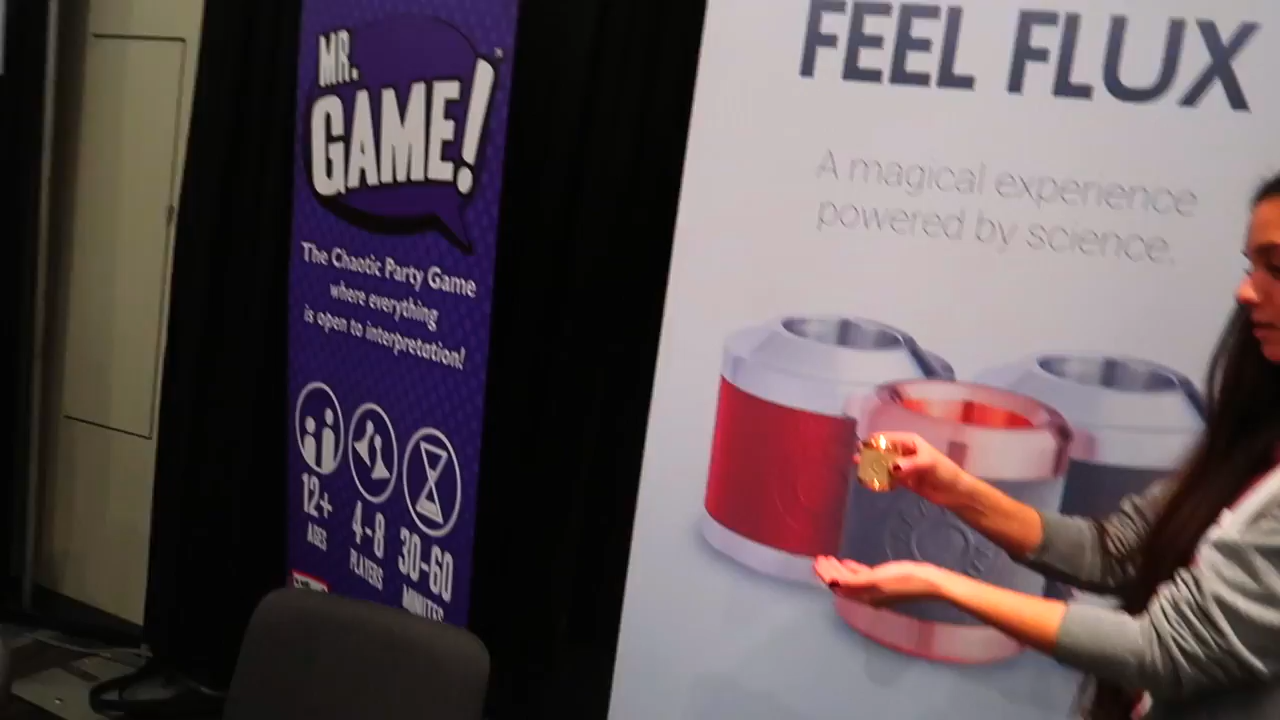 MR.
GAME!
™
The Chaotic Party Game
where everything
is open to interpretation!
12+
AGES
4-8
PLAYERS
30-60
MINUTES
FEEL FLUX
A magical experience
powered by science.